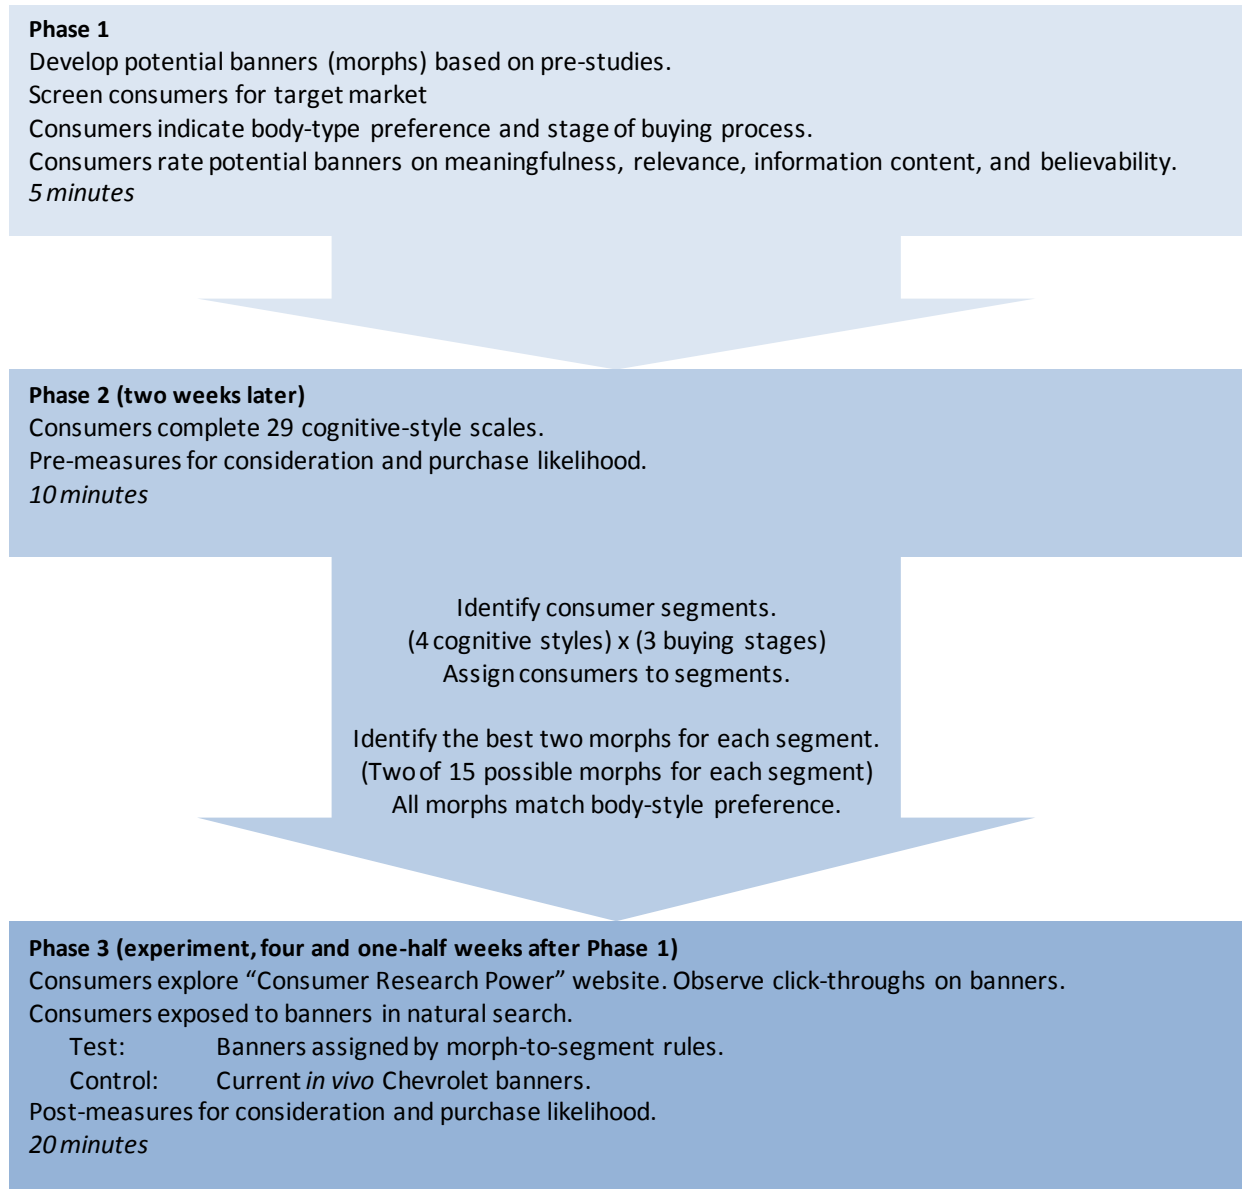 Phase 1
Develop potential banners (morphs) based on pre-studies.
Screen consumers for target market
Consumers indicate body-type preference and stage of buying process.
Consumers rate potential banners on meaningfulness, relevance, information content, and believability.
5 minutes
Phase 2 (two weeks later)
Consumers complete 29 cognitive-style scales.
Pre-measures for consideration and purchase likelihood.
10 minutes
Identify consumer segments.
(4 cognitive styles) x (3 buying stages)
Assign consumers to segments.
Identify the best two morphs for each segment.
(Two of 15 possible morphs for each segment)
All morphs match body-style preference.
Phase 3 (experiment, four and one-half weeks after Phase 1)
Consumers explore “Consumer Research Power” website. Observe click-throughs on banners.
Consumers exposed to banners in natural search.
Test: Banners assigned by morph-to-segment rules.
Control: Current in vivo Chevrolet banners.
Post-measures for consideration and purchase likelihood.
20 minutes